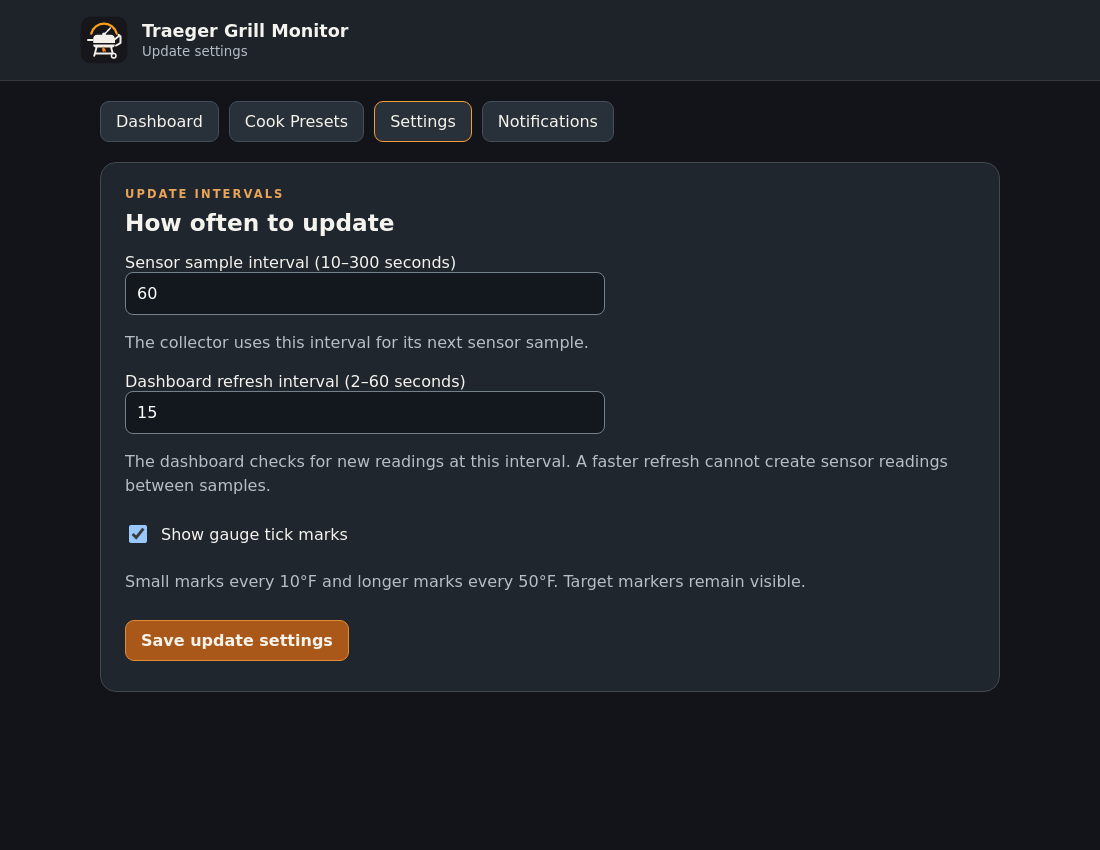 Traeger Grill Monitor
Update settings
Dashboard
Cook Presets
Settings
Notifications
UPDATE INTERVALS
How often to update
Sensor sample interval (10–300 seconds)
60
The collector uses this interval for its next sensor sample.
Dashboard refresh interval (2–60 seconds)
15
The dashboard checks for new readings at this interval. A faster refresh cannot create sensor readings
between samples.
Show gauge tick marks
Small marks every 10°F and longer marks every 50°F. Target markers remain visible.
Save update settings